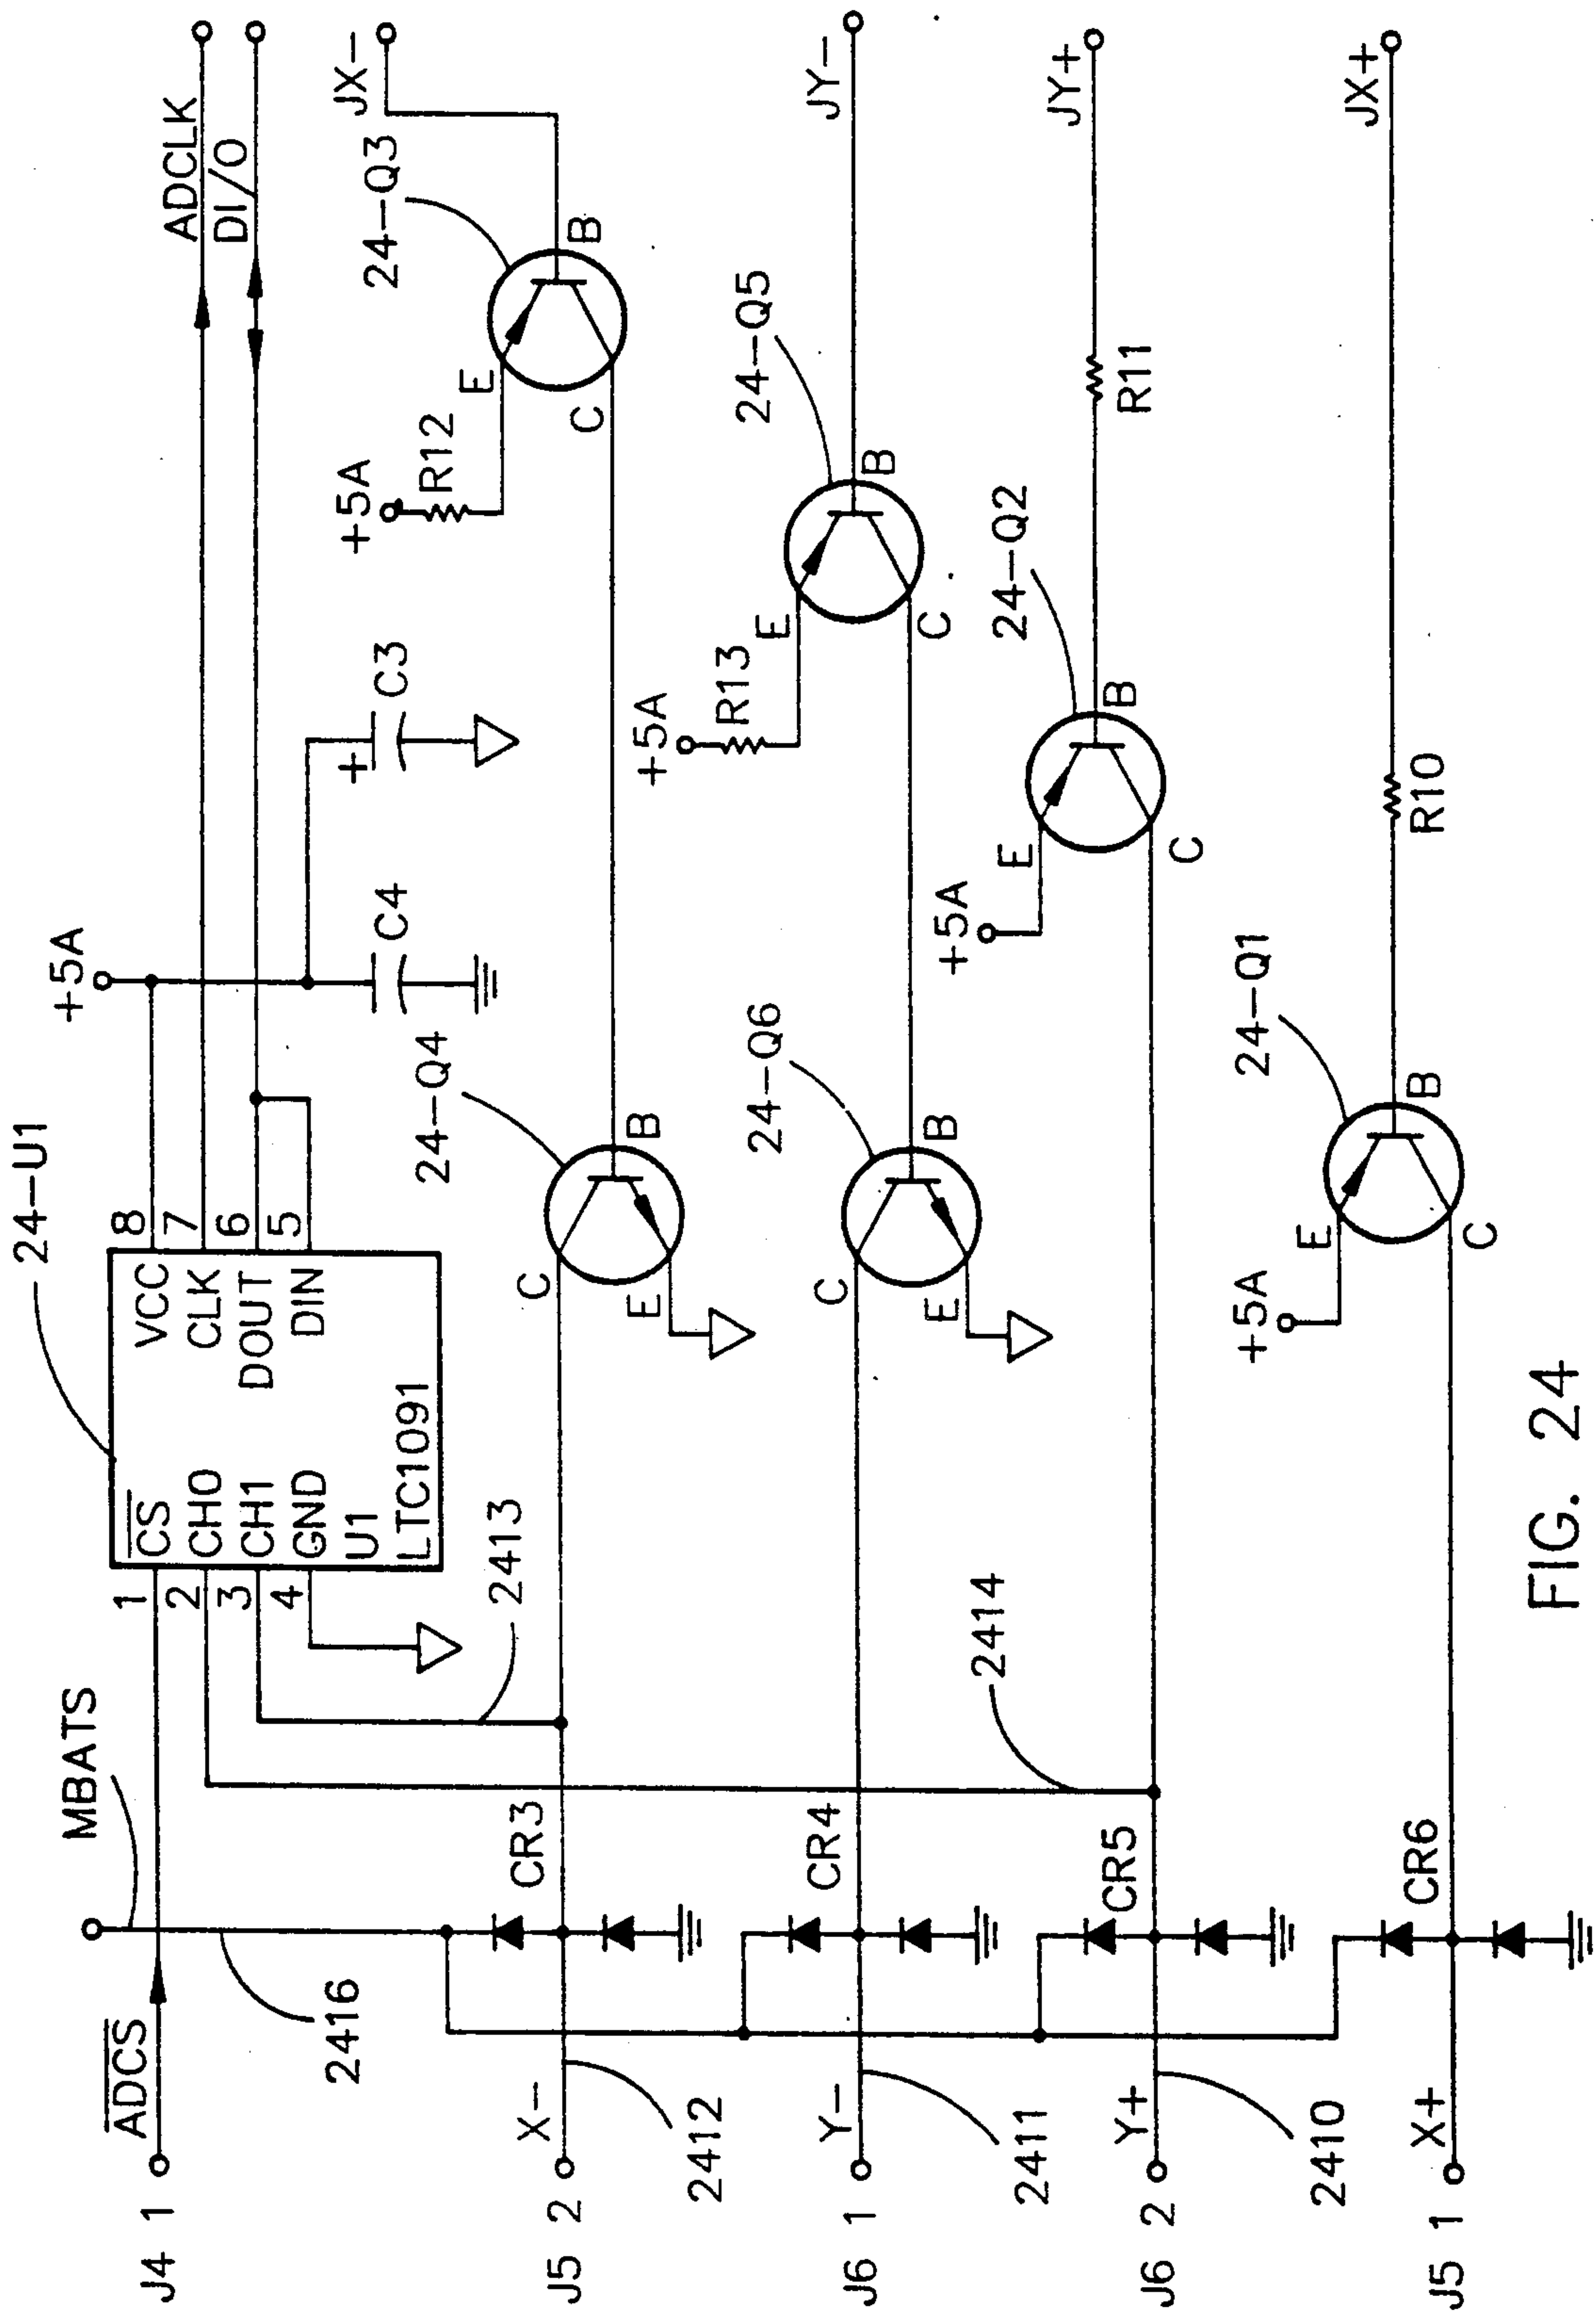 24-U1
MBATS
+5A
ADCLK
DI/O
J4 1
ADCS
1
CS
VCC
8
2
CH0
CLK
7
3
CH1
DOUT
6
4
GND
DIN
5
U1
LTC1091
2416
2413
C4
+
C3
24-Q4
24-Q3
JX-
+5A
R12
E
B
C
J5 2
X-
CR3
C
B
E
2412
24-Q6
+5A
R13
24-Q5
JY-
E
B
C
J6 1
Y-
CR4
C
B
E
2411
2414
+5A
24-Q2
JY+
E
B
R11
C
J6 2
Y+
CR5
2410
24-Q1
+5A
JX+
E
B
R10
C
J5 1
X+
CR6
FIG. 24